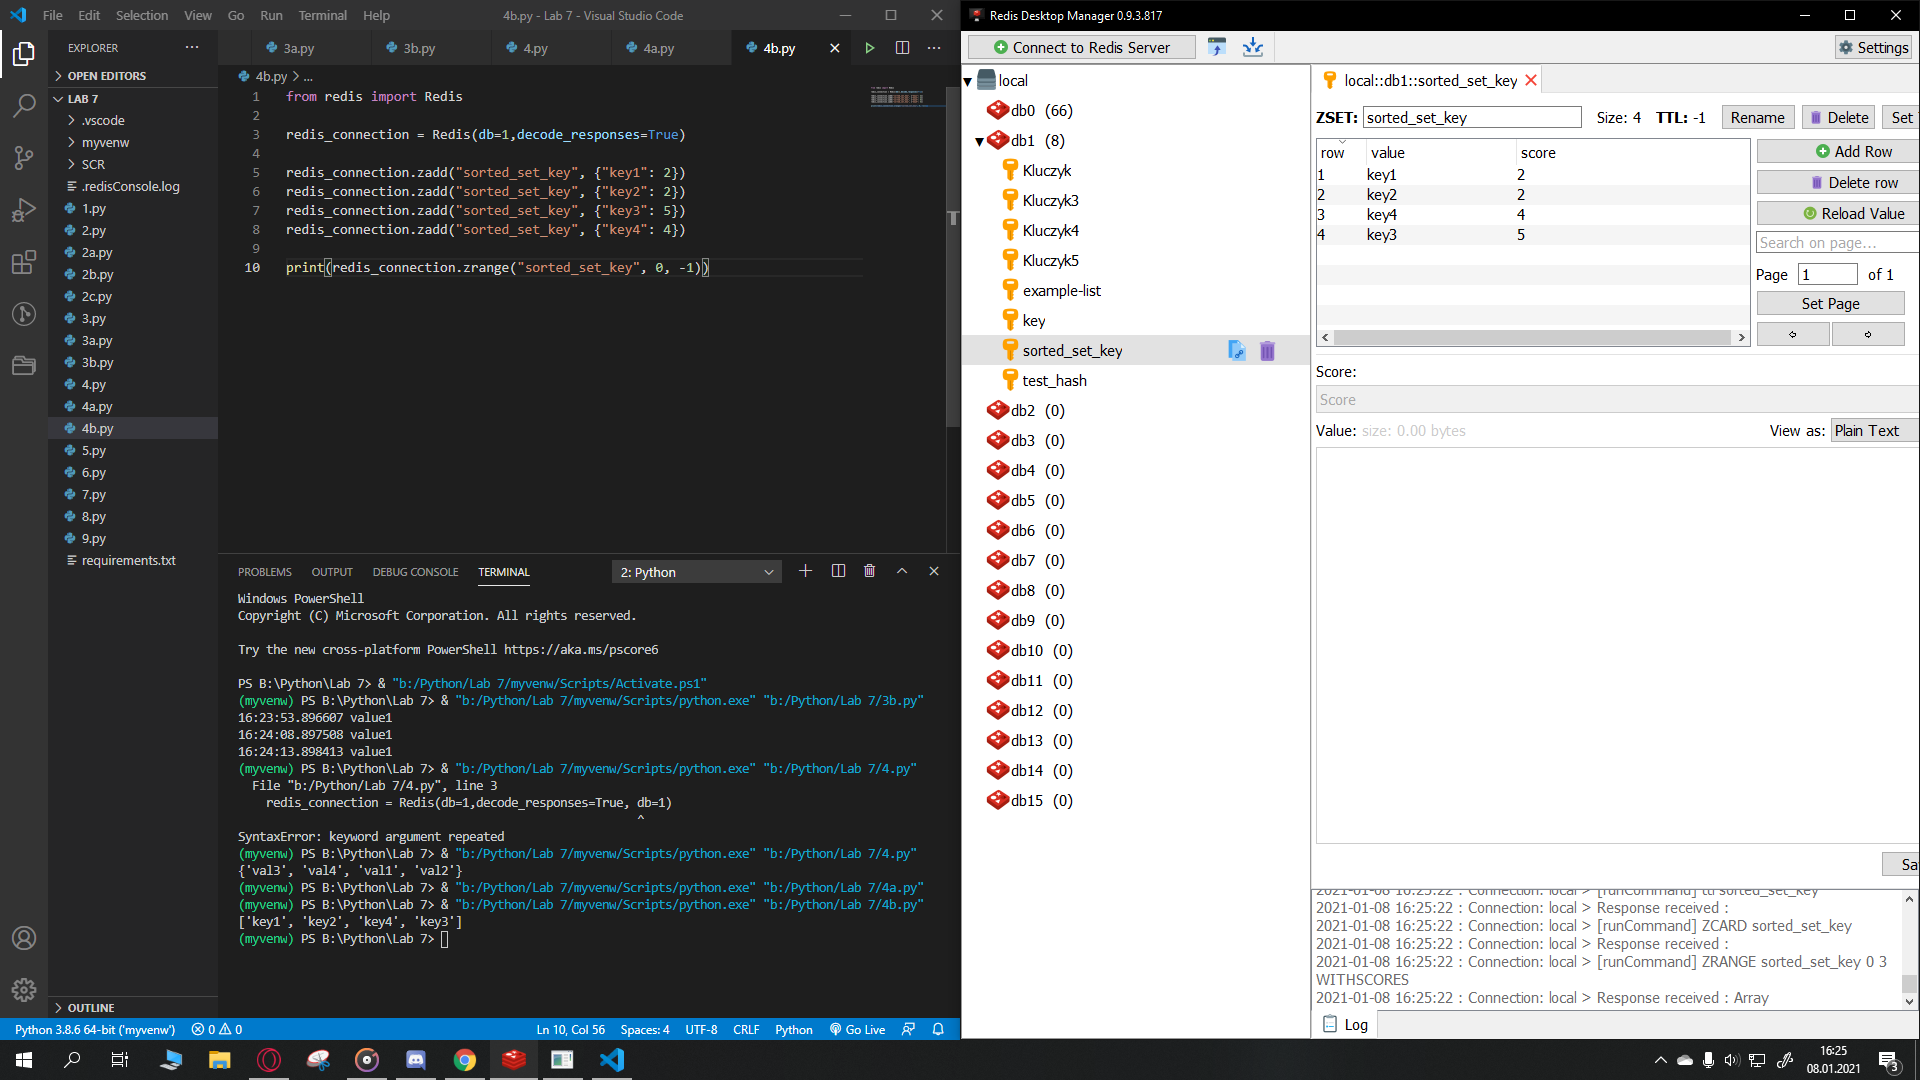 File Edit Selection View Go Run Terminal Help 4b.py - Lab 7 - Visual Studio Code
EXPLORER ...
OPEN EDITORS
LAB 7
.vscode
myvenw
SCR
.redisConsole.log
1.py
2.py
2a.py
2b.py
2c.py
3.py
3a.py
3b.py
4.py
4a.py
4b.py
5.py
6.py
7.py
8.py
9.py
requirements.txt
OUTLINE
3a.py 3b.py 4.py 4a.py 4b.py
4b.py > ...
1 from redis import Redis
2
3 redis_connection = Redis(db=1,decode_responses=True)
4
5 redis_connection.zadd("sorted_set_key", {"key1": 2})
6 redis_connection.zadd("sorted_set_key", {"key2": 2})
7 redis_connection.zadd("sorted_set_key", {"key3": 5})
8 redis_connection.zadd("sorted_set_key", {"key4": 4})
9
10 print(redis_connection.zrange("sorted_set_key", 0, -1))
PROBLEMS OUTPUT DEBUG CONSOLE TERMINAL 2: Python
Windows PowerShell
Copyright (C) Microsoft Corporation. All rights reserved.
Try the new cross-platform PowerShell https://aka.ms/pscore6
PS B:\Python\Lab 7> & "b:/Python/Lab 7/myvenw/Scripts/Activate.ps1"
(myvenw) PS B:\Python\Lab 7> & "b:/Python/Lab 7/myvenw/Scripts/python.exe" "b:/Python/Lab 7/3b.py"
16:23:53.896607 value1
16:24:08.897508 value1
16:24:13.898413 value1
(myvenw) PS B:\Python\Lab 7> & "b:/Python/Lab 7/myvenw/Scripts/python.exe" "b:/Python/Lab 7/4.py"
File "b:/Python/Lab 7/4.py", line 3
redis_connection = Redis(db=1,decode_responses=True, db=1)
^
SyntaxError: keyword argument repeated
(myvenw) PS B:\Python\Lab 7> & "b:/Python/Lab 7/myvenw/Scripts/python.exe" "b:/Python/Lab 7/4.py"
{'val3', 'val4', 'val1', 'val2'}
(myvenw) PS B:\Python\Lab 7> & "b:/Python/Lab 7/myvenw/Scripts/python.exe" "b:/Python/Lab 7/4a.py"
(myvenw) PS B:\Python\Lab 7> & "b:/Python/Lab 7/myvenw/Scripts/python.exe" "b:/Python/Lab 7/4b.py"
['key1', 'key2', 'key4', 'key3']
(myvenw) PS B:\Python\Lab 7>
Python 3.8.6 64-bit ('myvenw') 0 0 Ln 10, Col 56 Spaces: 4 UTF-8 CRLF Python Go Live
Redis Desktop Manager 0.9.3.817
Connect to Redis Server Settings
local
db0 (66)
db1 (8)
Kluczyk
Kluczyk3
Kluczyk4
Kluczyk5
example-list
key
sorted_set_key
test_hash
db2 (0)
db3 (0)
db4 (0)
db5 (0)
db6 (0)
db7 (0)
db8 (0)
db9 (0)
db10 (0)
db11 (0)
db12 (0)
db13 (0)
db14 (0)
db15 (0)
local::db1::sorted_set_key
ZSET: sorted_set_key Size: 4 TTL: -1 Rename Delete Set
row value score
1 key1 2
2 key2 2
3 key4 4
4 key3 5
Add Row
Delete row
Reload Value
Search on page...
Page 1 of 1
Set Page
Score:
Score
Value: size: 0.00 bytes View as: Plain Text
Sa
2021-01-08 16:25:22 : Connection: local > [runCommand] ttl sorted_set_key
2021-01-08 16:25:22 : Connection: local > Response received :
2021-01-08 16:25:22 : Connection: local > [runCommand] ZCARD sorted_set_key
2021-01-08 16:25:22 : Connection: local > Response received :
2021-01-08 16:25:22 : Connection: local > [runCommand] ZRANGE sorted_set_key 0 3
WITHSCORES
2021-01-08 16:25:22 : Connection: local > Response received : Array
Log
16:25
08.01.2021
3